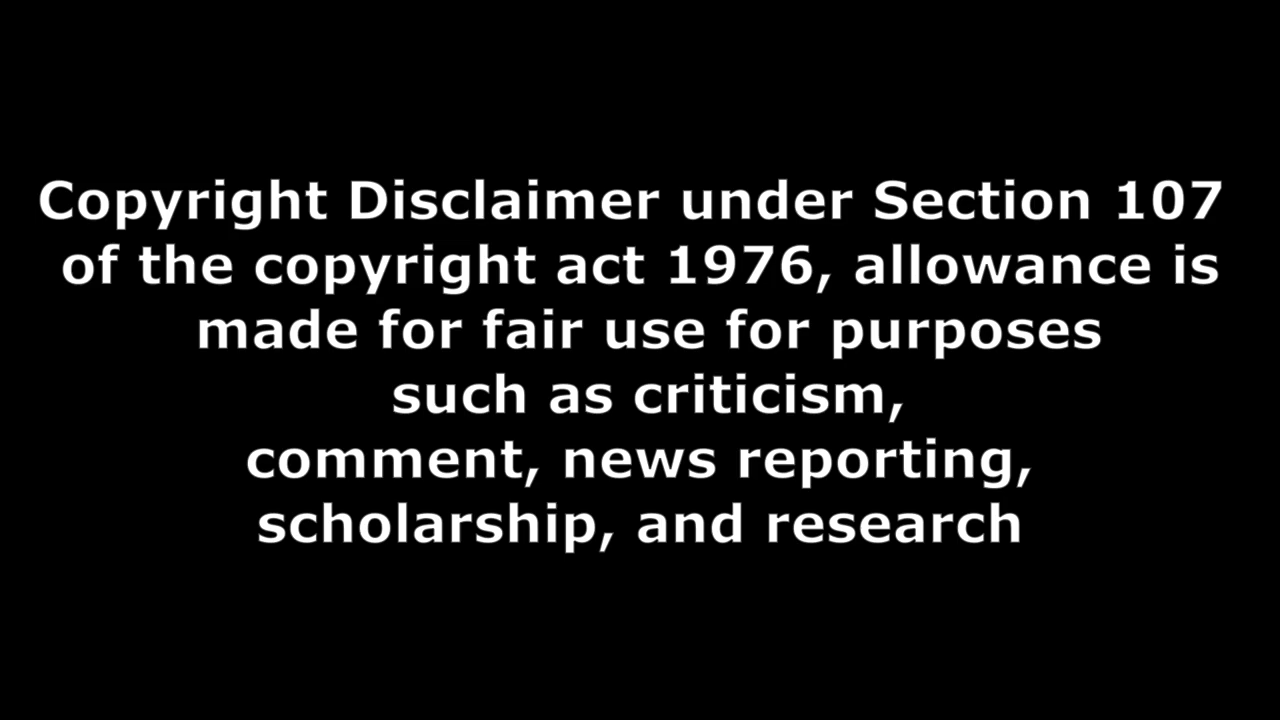 Copyright Disclaimer under Section 107
of the copyright act 1976, allowance is
made for fair use for purposes
such as criticism,
comment, news reporting,
scholarship, and research